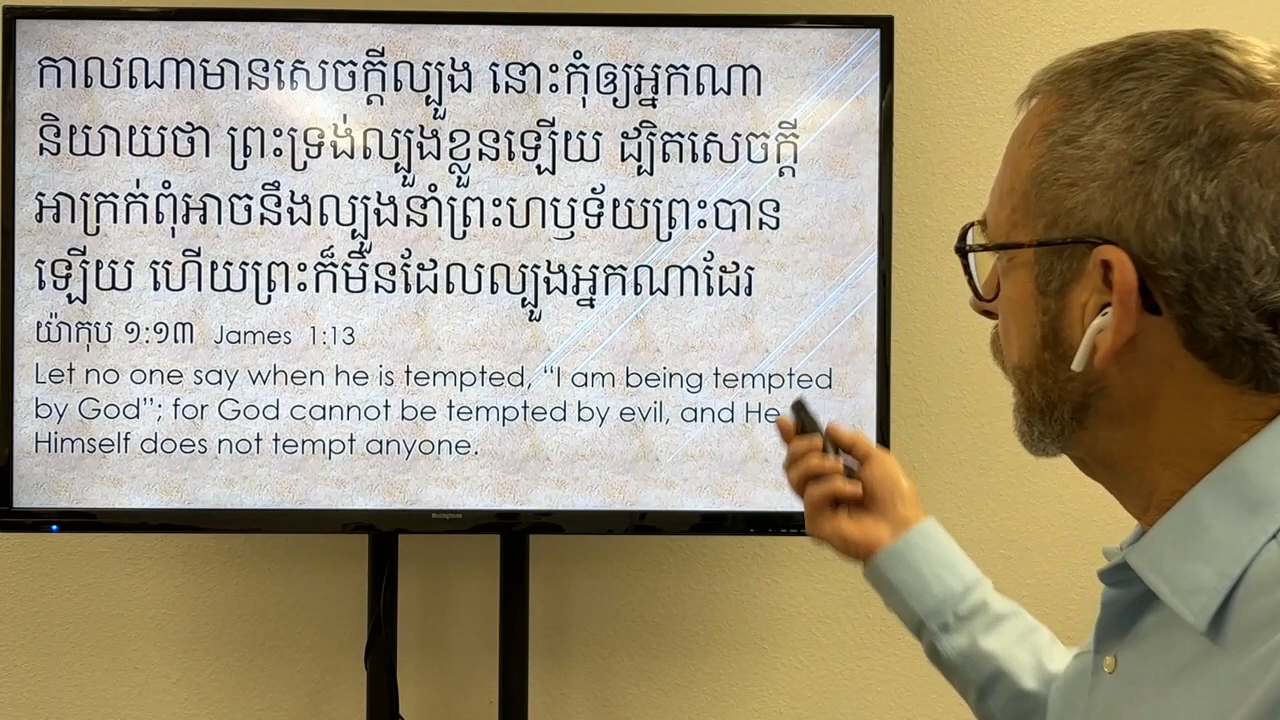 កាលណាមានសេចក្ដីល្បួង នោះកុំឲ្យអ្នកណា
និយាយថា ព្រះទ្រង់ល្បួងខ្លួនឡើយ ដ្បិតសេចក្ដី
អាក្រក់ពុំអាចនឹងល្បួងនាំព្រះហឫទ័យព្រះបាន
ឡើយ ហើយព្រះក៏មិនដែលល្បួងអ្នកណាដែរ
យ៉ាកុប ១:១៣ James 1:13
Let no one say when he is tempted, “I am being tempted
by God”; for God cannot be tempted by evil, and He
Himself does not tempt anyone.
Westinghouse